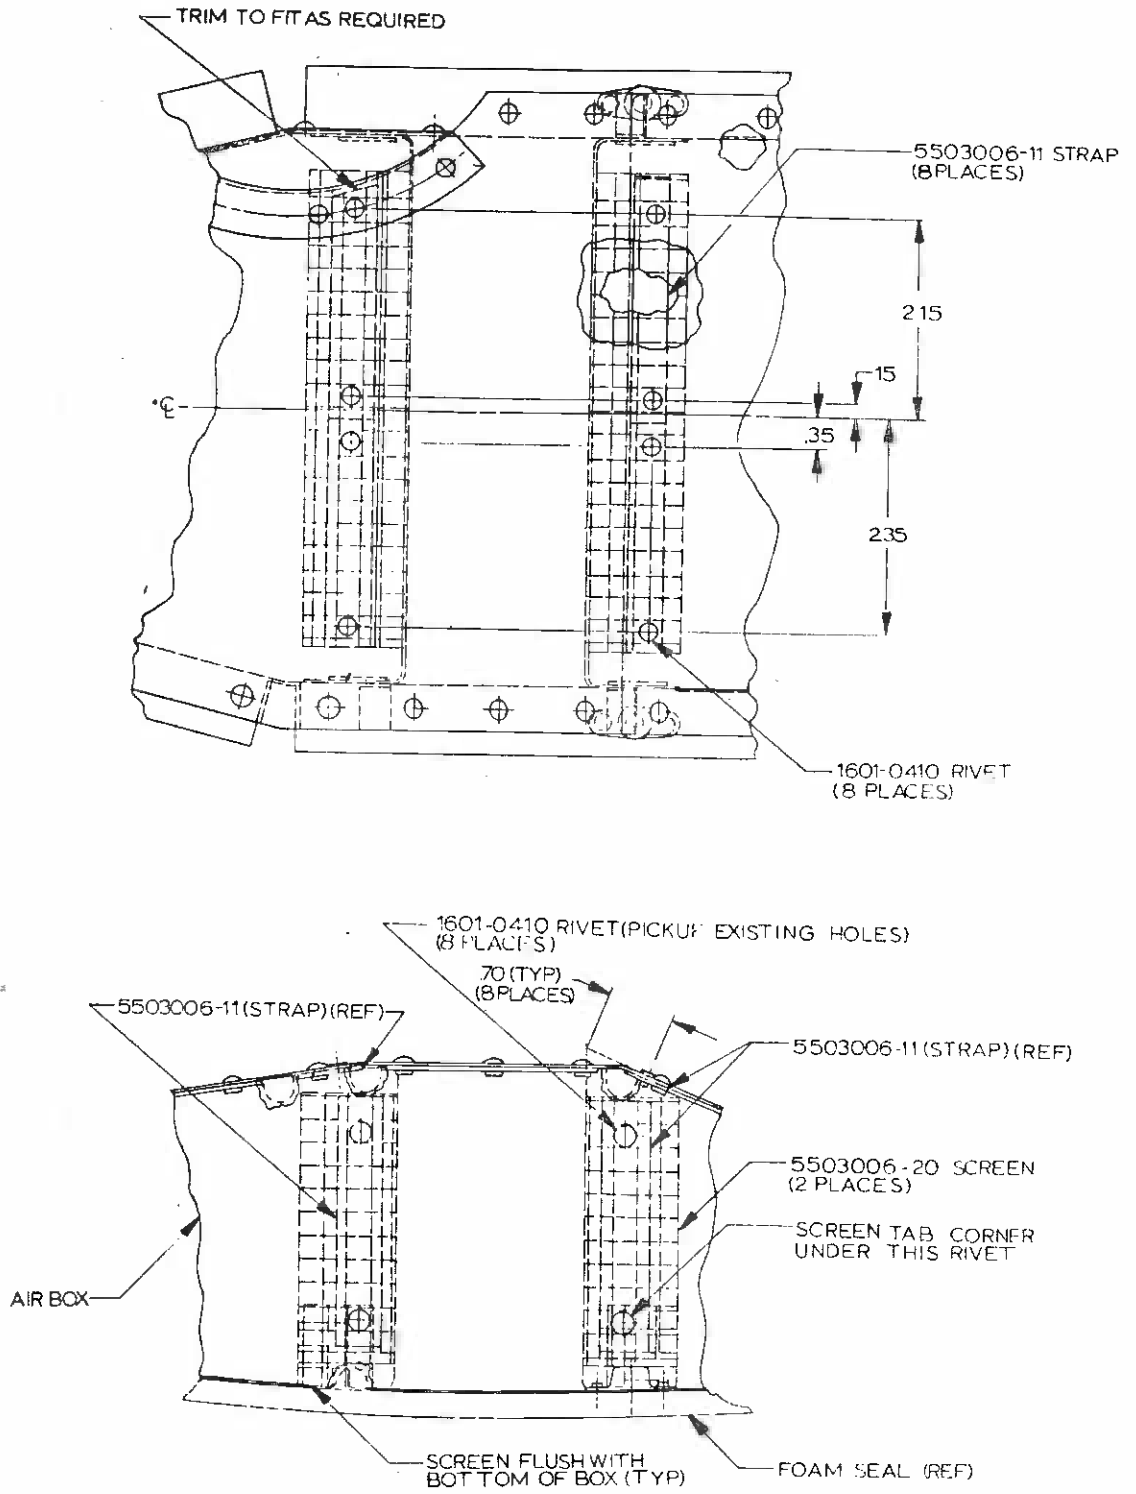 TRIM TO FIT AS REQUIRED
5503006-11 STRAP
(8 PLACES)
2.15
.15
℄
.35
2.35
1601-0410 RIVET
(8 PLACES)
1601-0410 RIVET (PICKUP EXISTING HOLES)
(8 PLACES)
.70 (TYP)
(8 PLACES)
5503006-11 (STRAP) (REF)
5503006-11 (STRAP) (REF)
5503006-20 SCREEN
(2 PLACES)
SCREEN TAB CORNER
UNDER THIS RIVET
AIR BOX
SCREEN FLUSH WITH
BOTTOM OF BOX (TYP)
FOAM SEAL (REF)